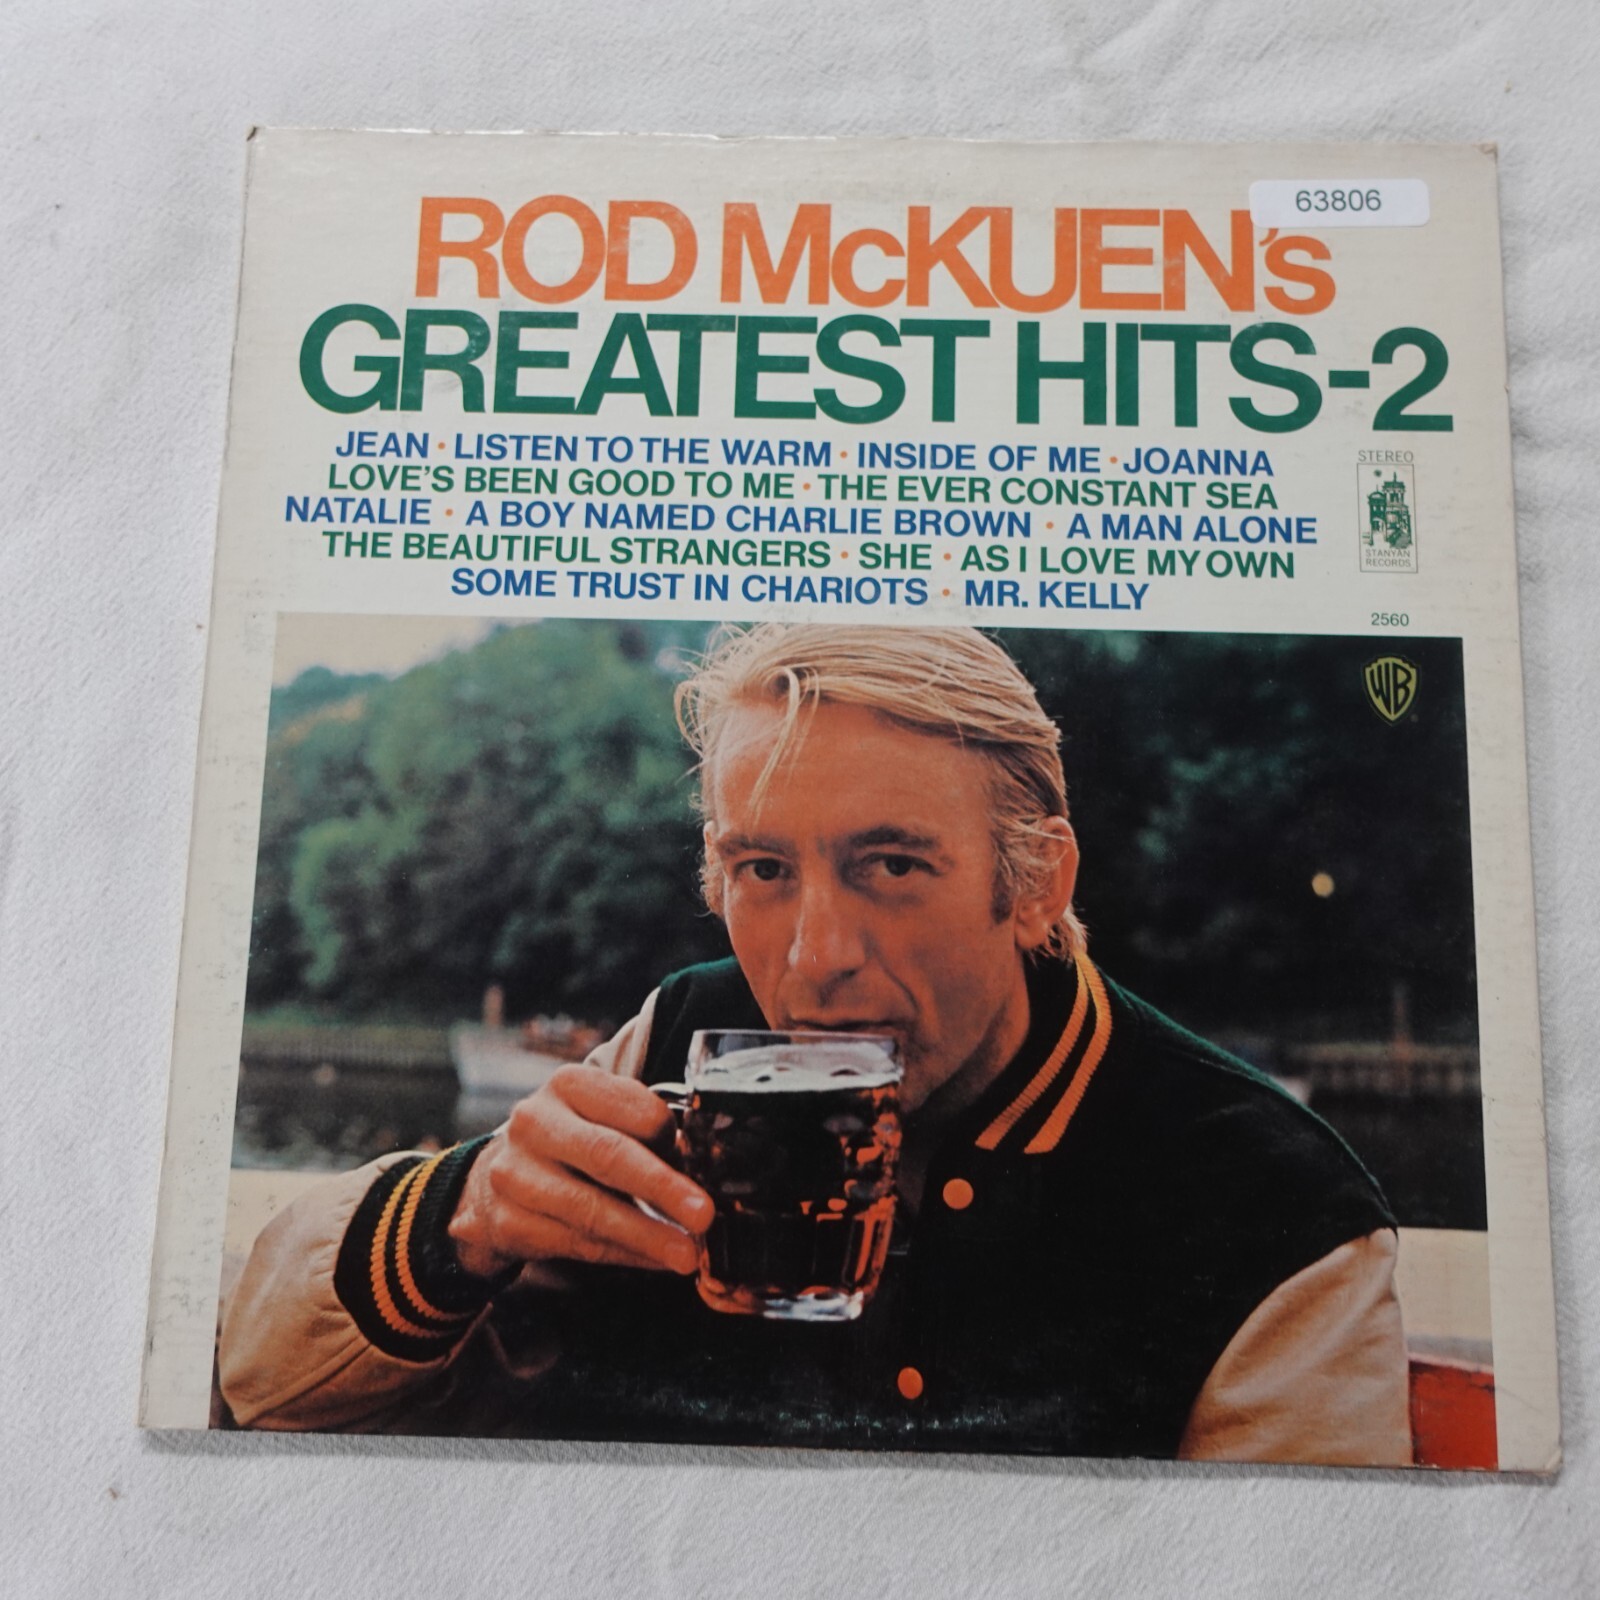 63806
ROD McKUEN's
GREATEST HITS-2
JEAN • LISTEN TO THE WARM • INSIDE OF ME • JOANNA
LOVE'S BEEN GOOD TO ME • THE EVER CONSTANT SEA
NATALIE • A BOY NAMED CHARLIE BROWN • A MAN ALONE
THE BEAUTIFUL STRANGERS • SHE • AS I LOVE MY OWN
SOME TRUST IN CHARIOTS • MR. KELLY
STEREO
STANYAN
RECORDS
2560
WB